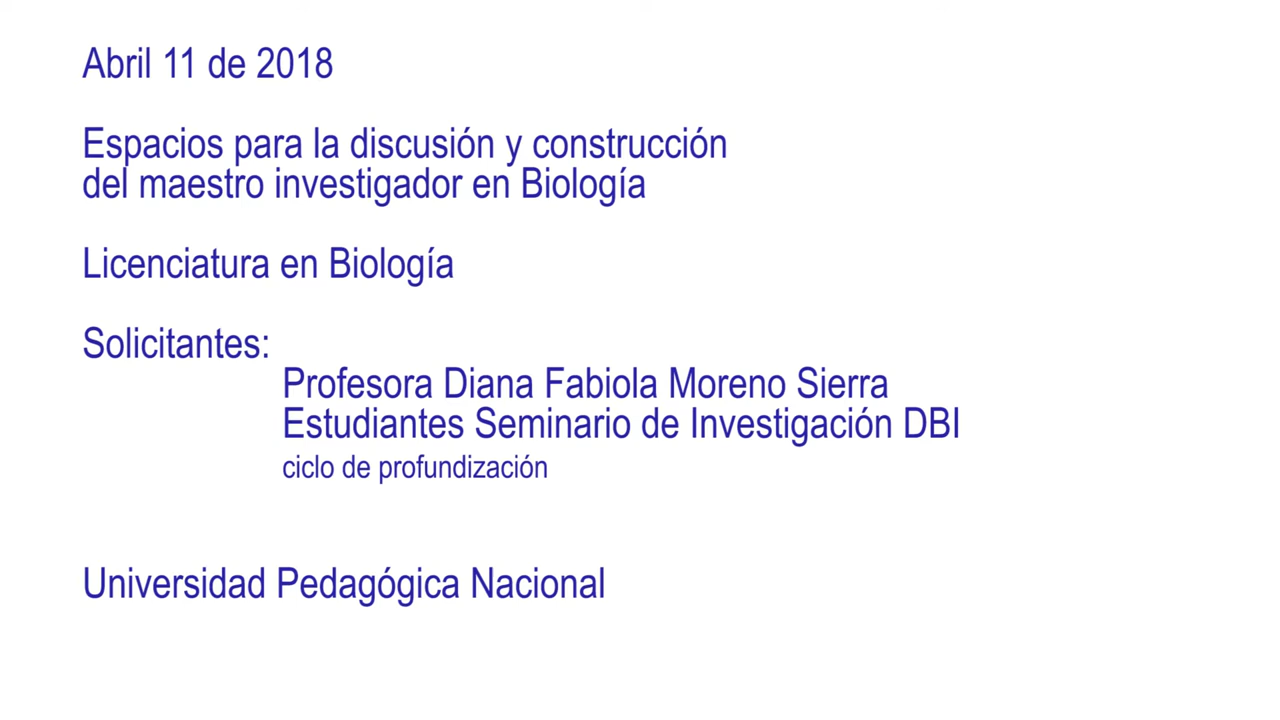 Abril 11 de 2018
Espacios para la discusión y construcción
del maestro investigador en Biología
Licenciatura en Biología
Solicitantes:
Profesora Diana Fabiola Moreno Sierra
Estudiantes Seminario de Investigación DBI
ciclo de profundización
Universidad Pedagógica Nacional